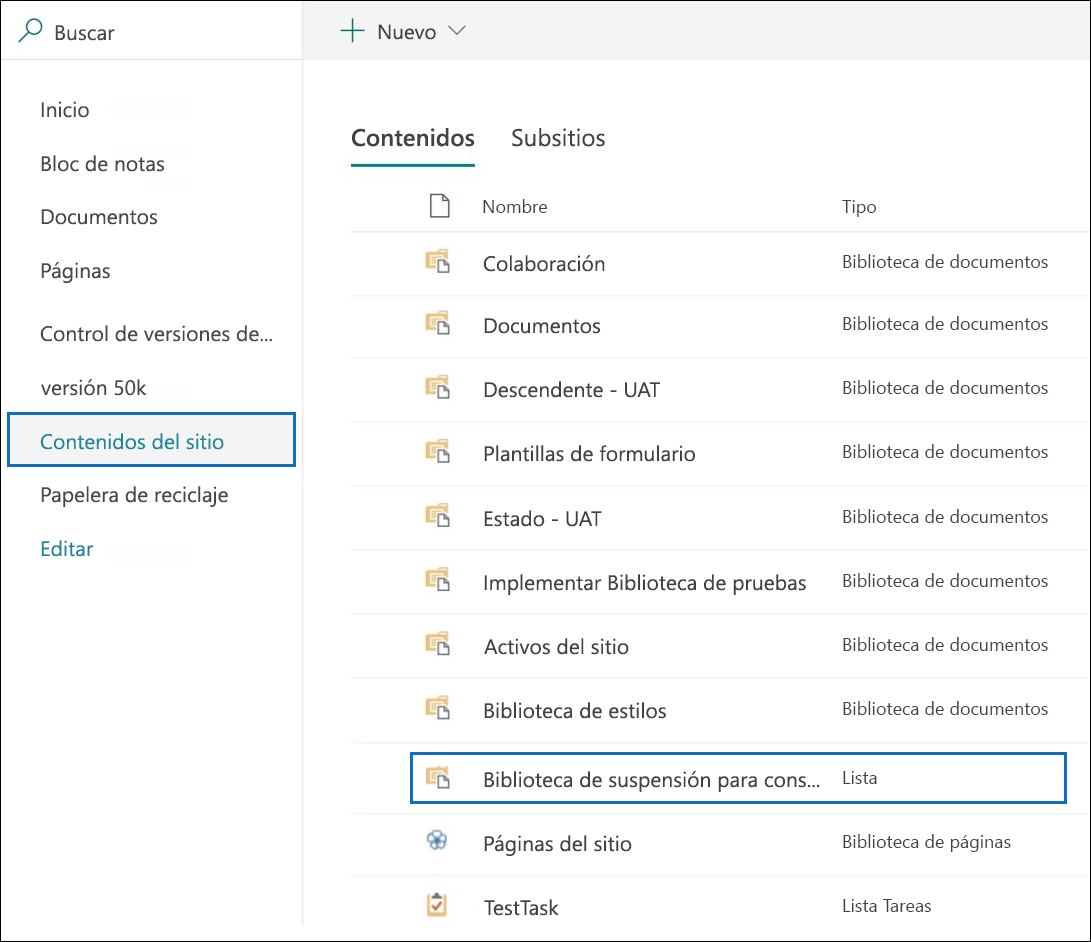 Buscar
Nuevo
Inicio
Bloc de notas
Documentos
Páginas
Control de versiones de...
versión 50k
Contenidos del sitio
Papelera de reciclaje
Editar
Contenidos Subsitios
Nombre Tipo
Colaboración Biblioteca de documentos
Documentos Biblioteca de documentos
Descendente - UAT Biblioteca de documentos
Plantillas de formulario Biblioteca de documentos
Estado - UAT Biblioteca de documentos
Implementar Biblioteca de pruebas Biblioteca de documentos
Activos del sitio Biblioteca de documentos
Biblioteca de estilos Biblioteca de documentos
Biblioteca de suspensión para cons... Lista
Páginas del sitio Biblioteca de páginas
TestTask Lista Tareas